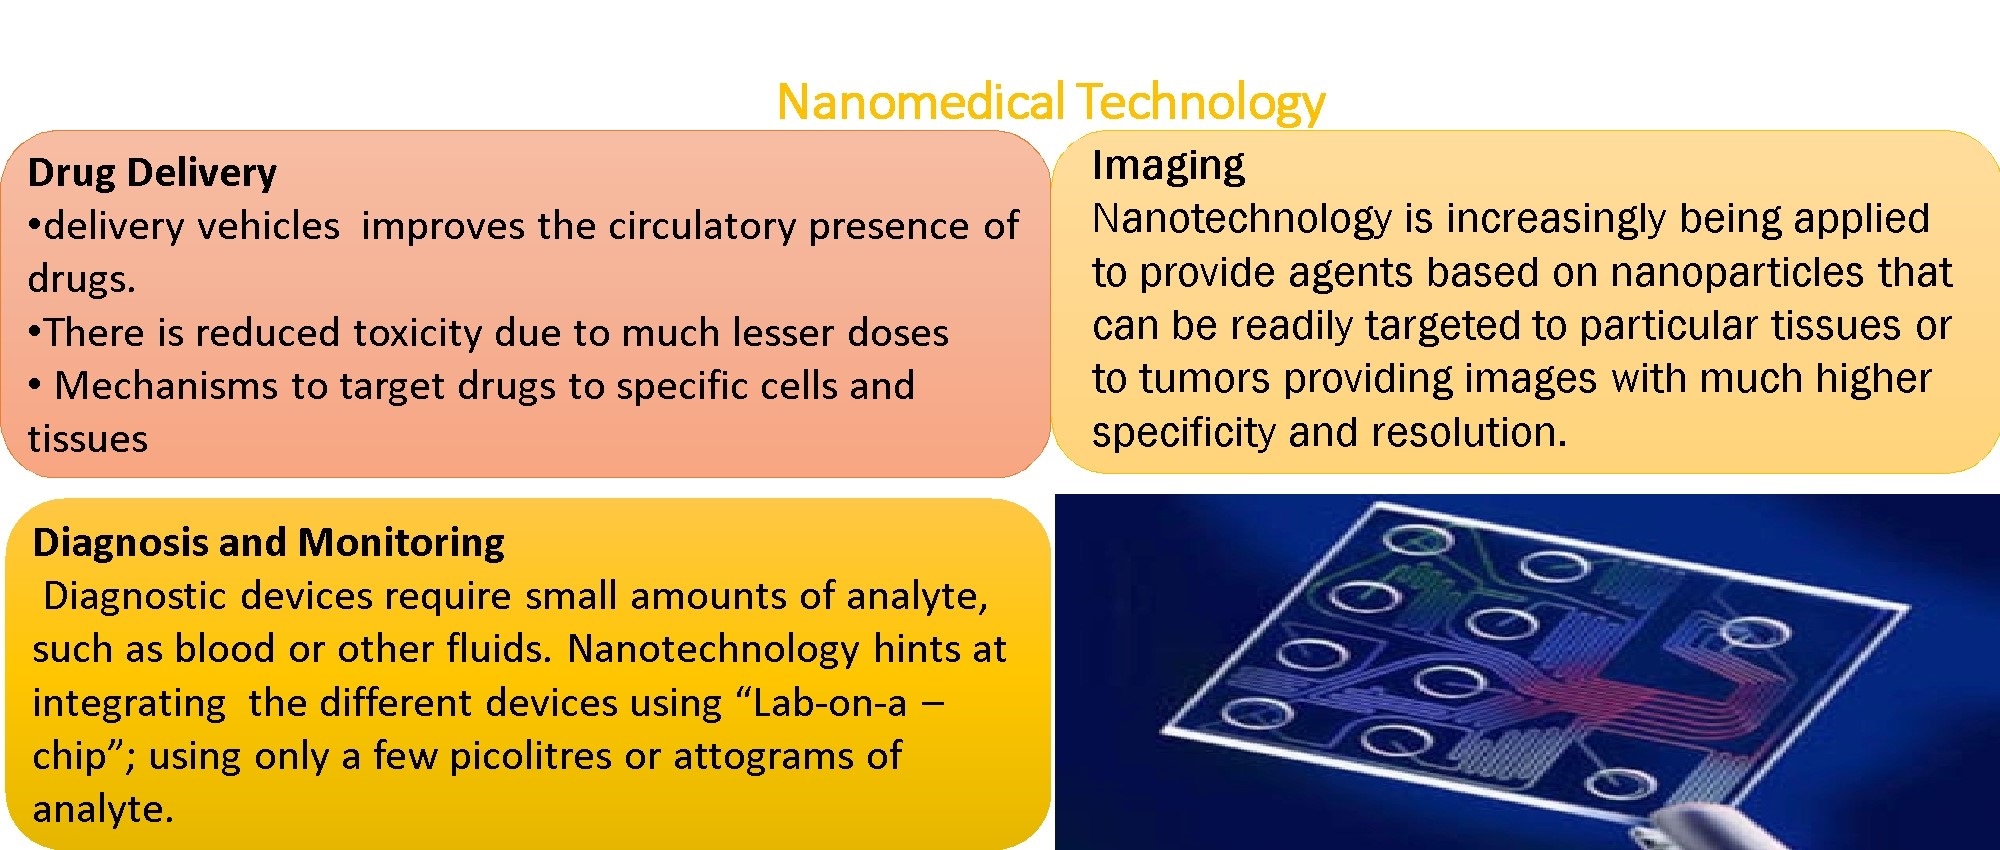 Nanomedical Technology
Drug Delivery
•delivery vehicles improves the circulatory presence of
drugs.
•There is reduced toxicity due to much lesser doses
• Mechanisms to target drugs to specific cells and
tissues
Imaging
Nanotechnology is increasingly being applied
to provide agents based on nanoparticles that
can be readily targeted to particular tissues or
to tumors providing images with much higher
specificity and resolution.
Diagnosis and Monitoring
Diagnostic devices require small amounts of analyte,
such as blood or other fluids. Nanotechnology hints at
integrating the different devices using “Lab-on-a –
chip”; using only a few picolitres or attograms of
analyte.